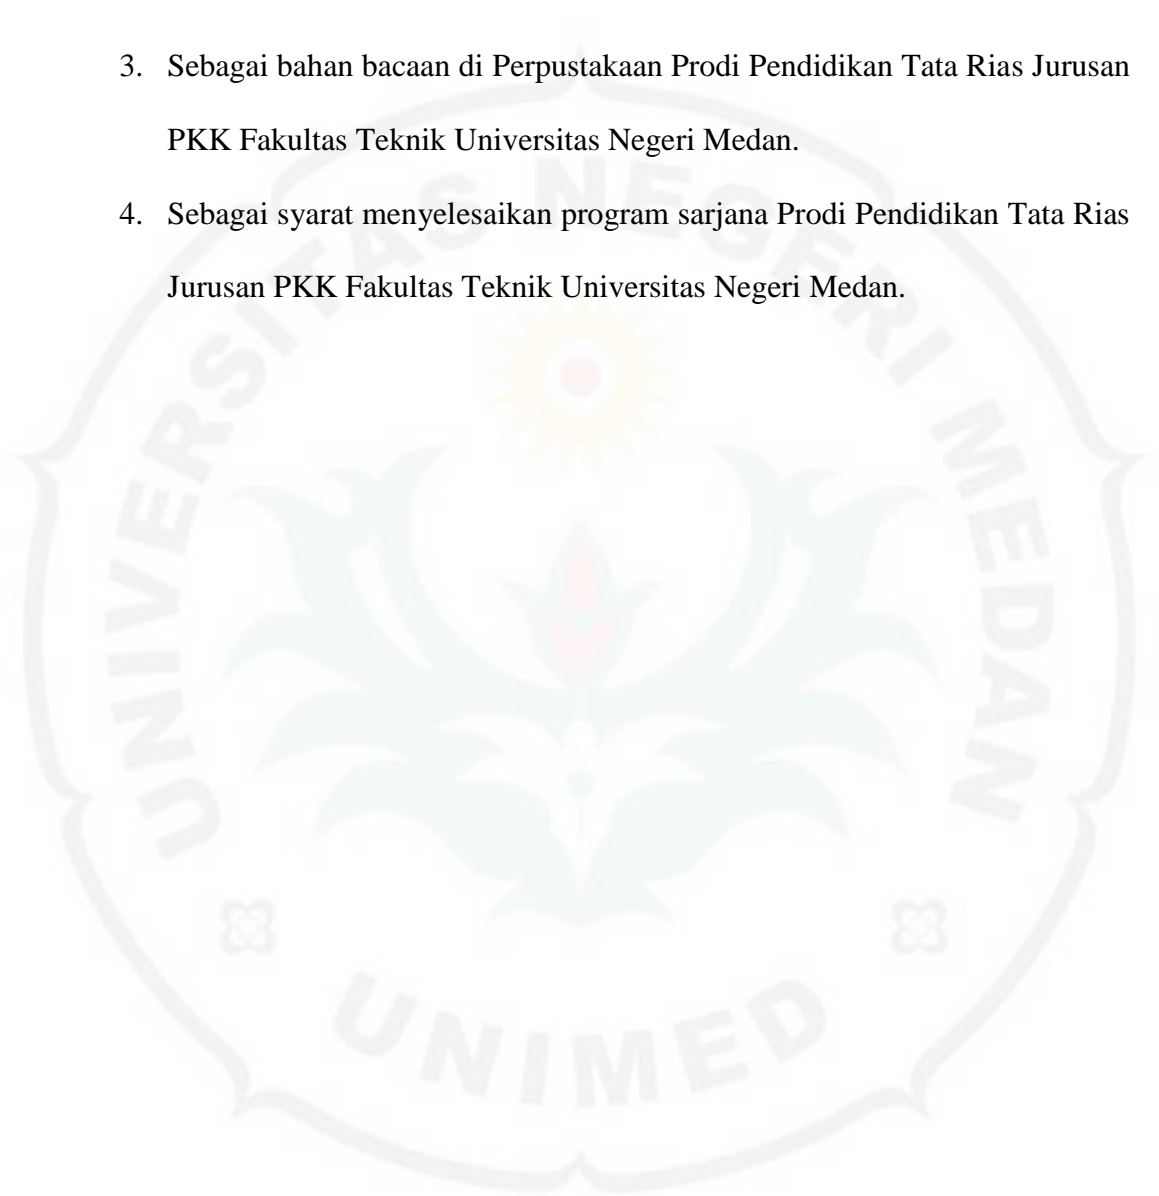 3. Sebagai bahan bacaan di Perpustakaan Prodi Pendidikan Tata Rias Jurusan
PKK Fakultas Teknik Universitas Negeri Medan.
4. Sebagai syarat menyelesaikan program sarjana Prodi Pendidikan Tata Rias
Jurusan PKK Fakultas Teknik Universitas Negeri Medan.
UNIVERSITAS NEGERI MEDAN
UNIMED